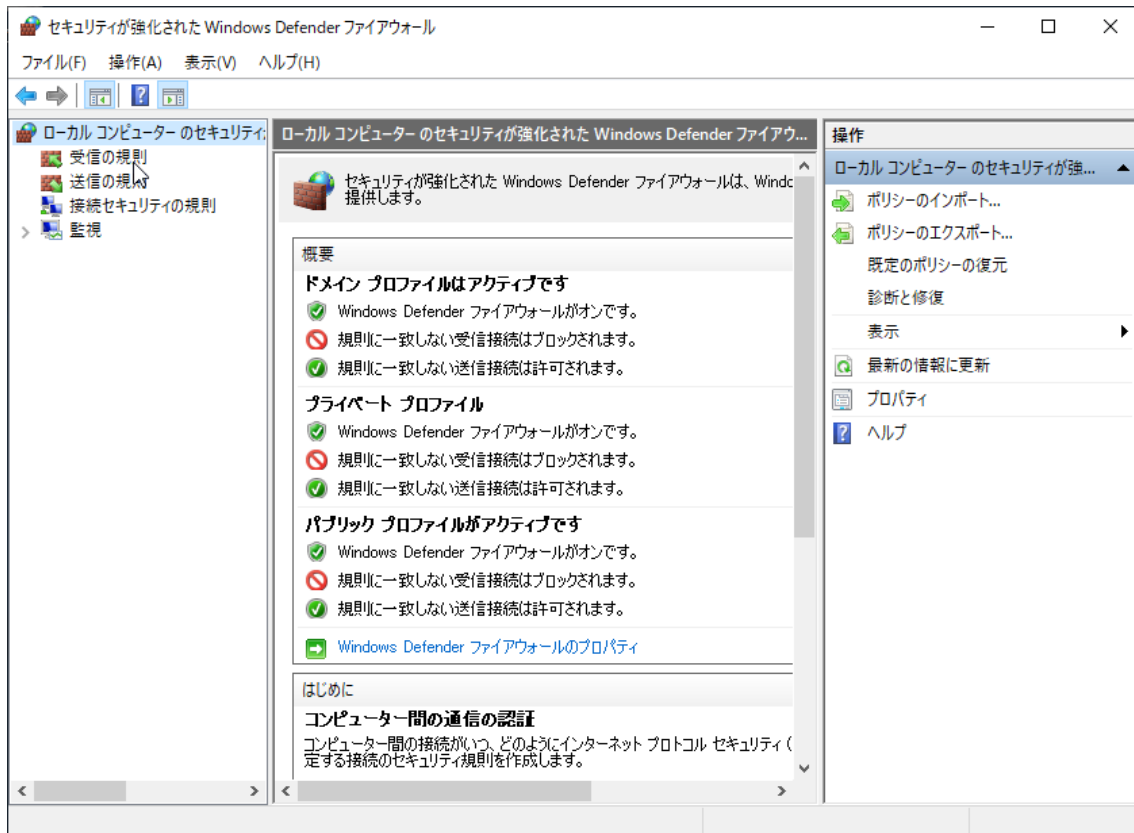 セキュリティが強化された Windows Defender ファイアウォール
ファイル(F) 操作(A) 表示(V) ヘルプ(H)
ローカル コンピューター のセキュリティ
受信の規則
送信の規則
接続セキュリティの規則
監視
ローカル コンピューター のセキュリティが強化された Windows Defender ファイアウ...
セキュリティが強化された Windows Defender ファイアウォールは、Windo
提供します。
概要
ドメイン プロファイルはアクティブです
Windows Defender ファイアウォールがオンです。
規則に一致しない受信接続はブロックされます。
規則に一致しない送信接続は許可されます。
プライベート プロファイル
Windows Defender ファイアウォールがオンです。
規則に一致しない受信接続はブロックされます。
規則に一致しない送信接続は許可されます。
パブリック プロファイルがアクティブです
Windows Defender ファイアウォールがオンです。
規則に一致しない受信接続はブロックされます。
規則に一致しない送信接続は許可されます。
Windows Defender ファイアウォールのプロパティ
はじめに
コンピューター間の通信の認証
コンピューター間の接続がいつ、どのようにインターネット プロトコル セキュリティ (
定する接続のセキュリティ規則を作成します。
操作
ローカル コンピューター のセキュリティが強...
ポリシーのインポート...
ポリシーのエクスポート...
既定のポリシーの復元
診断と修復
表示
最新の情報に更新
プロパティ
ヘルプ